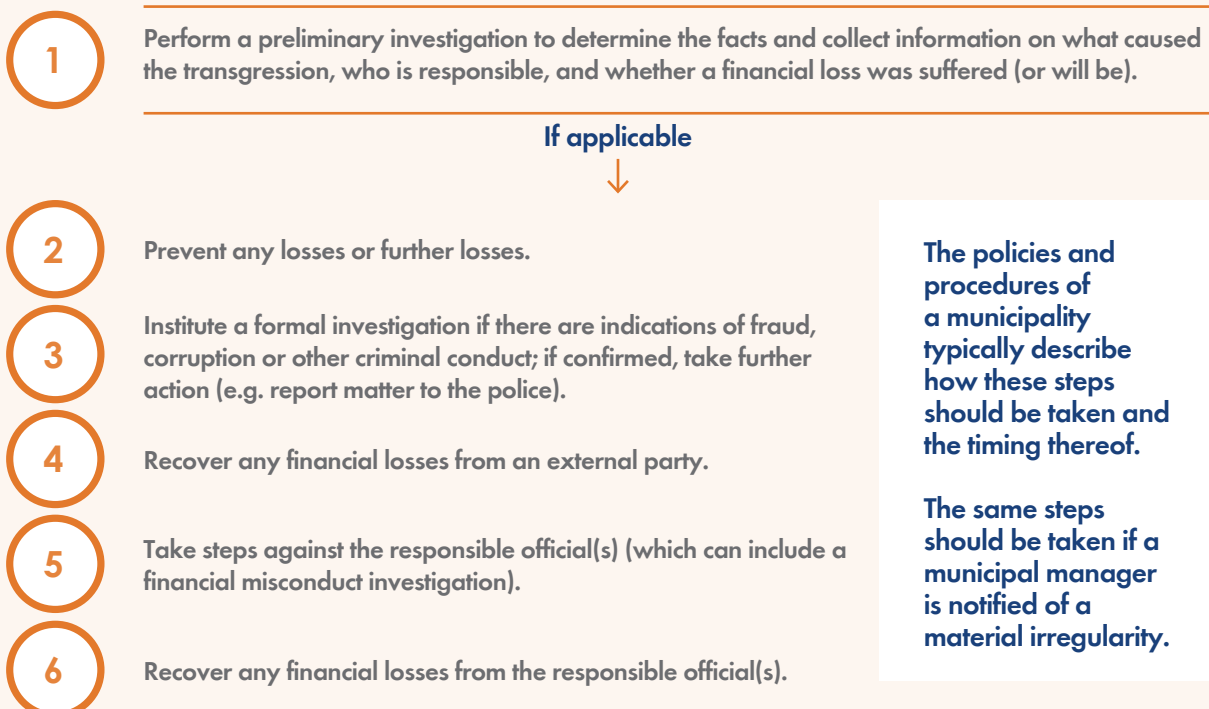 1
Perform a preliminary investigation to determine the facts and collect information on what caused
the transgression, who is responsible, and whether a financial loss was suffered (or will be).
If applicable
2
Prevent any losses or further losses.
3
Institute a formal investigation if there are indications of fraud,
corruption or other criminal conduct; if confirmed, take further
action (e.g. report matter to the police).
4
Recover any financial losses from an external party.
5
Take steps against the responsible official(s) (which can include a
financial misconduct investigation).
6
Recover any financial losses from the responsible official(s).
The policies and
procedures of
a municipality
typically describe
how these steps
should be taken and
the timing thereof.
The same steps
should be taken if a
municipal manager
is notified of a
material irregularity.